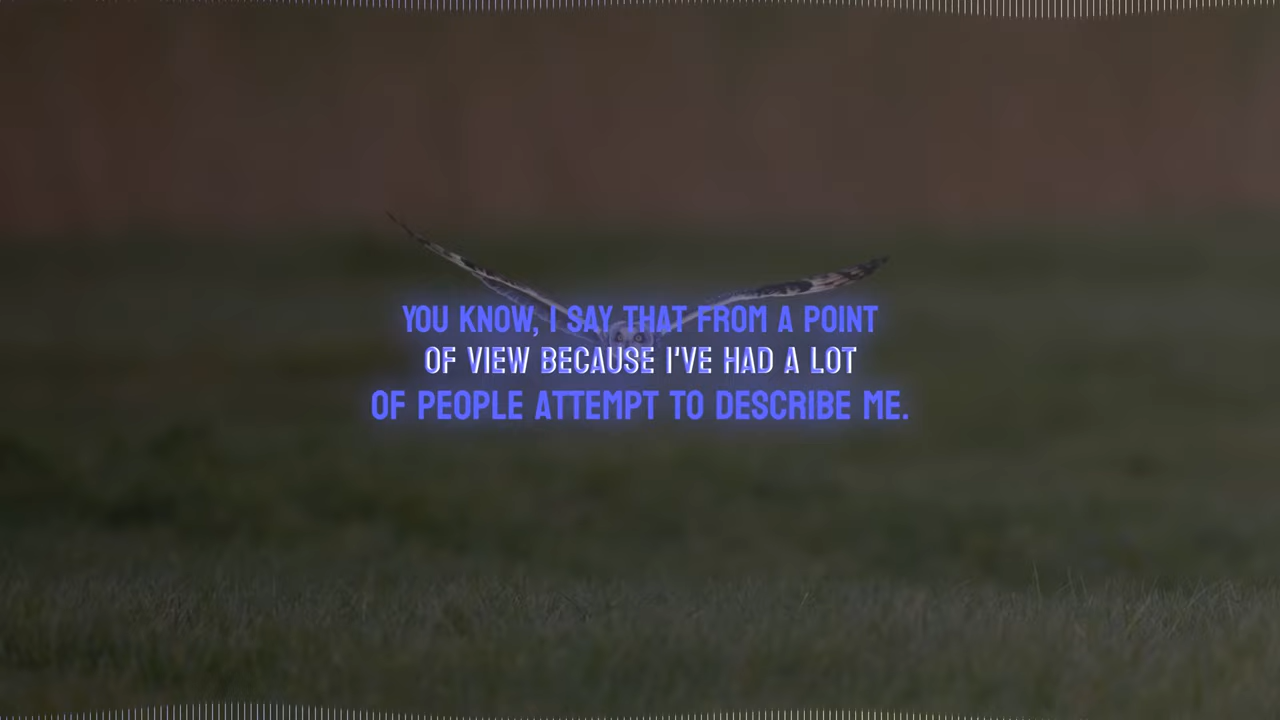 YOU KNOW, I SAY THAT FROM A POINT
OF VIEW BECAUSE I'VE HAD A LOT
OF PEOPLE ATTEMPT TO DESCRIBE ME.